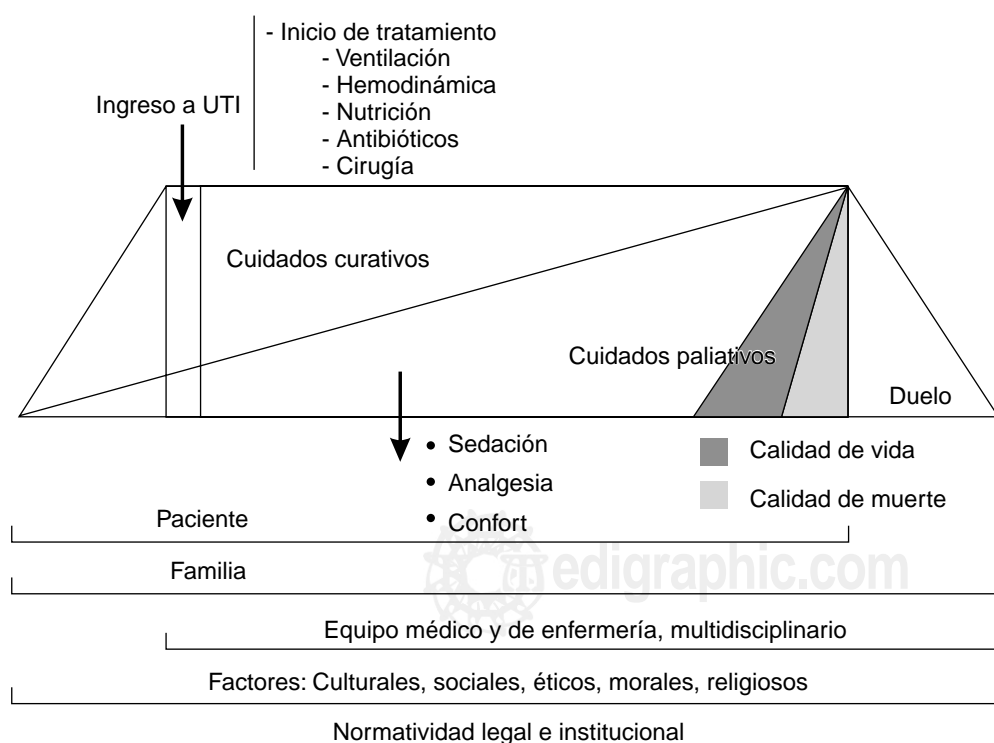 - Inicio de tratamiento
- Ventilación
- Hemodinámica
- Nutrición
- Antibióticos
- Cirugía
Ingreso a UTI
Cuidados curativos
Cuidados paliativos
Duelo
• Sedación
• Analgesia
• Confort
Calidad de vida
Calidad de muerte
Paciente
edigraphic.com
Familia
Equipo médico y de enfermería, multidisciplinario
Factores: Culturales, sociales, éticos, morales, religiosos
Normatividad legal e institucional